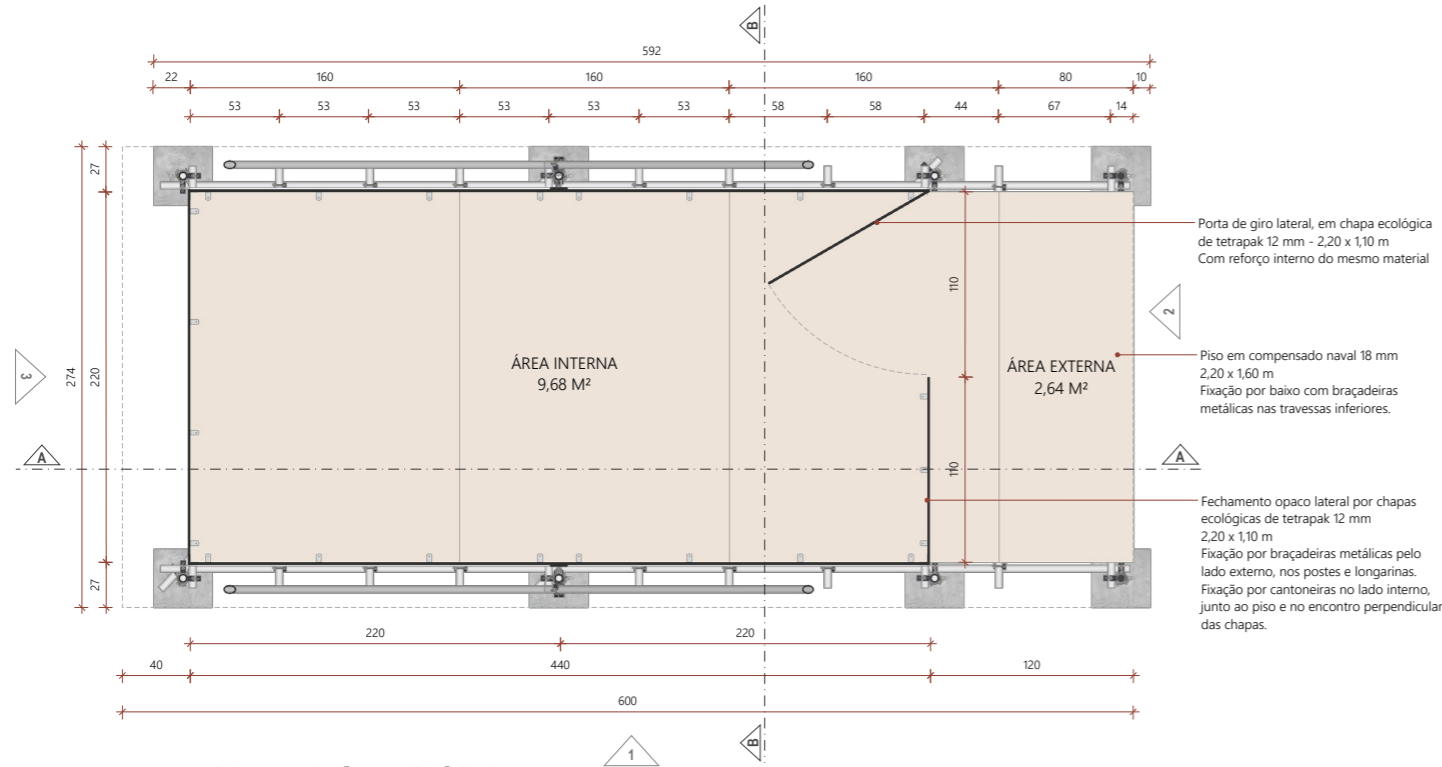 B
592
22 160 160 160 80 10
53 53 53 53 53 53 58 58 44 67 14
27
274
220
27
110
110
Porta de giro lateral, em chapa ecológica
de tetrapak 12 mm - 2,20 x 1,10 m
Com reforço interno do mesmo material
2
3
ÁREA INTERNA
9,68 M²
ÁREA EXTERNA
2,64 M²
Piso em compensado naval 18 mm
2,20 x 1,60 m
Fixação por baixo com braçadeiras
metálicas nas travessas inferiores.
A
A
Fechamento opaco lateral por chapas
ecológicas de tetrapak 12 mm
2,20 x 1,10 m
Fixação por braçadeiras metálicas pelo
lado externo, nos postes e longarinas.
Fixação por cantoneiras no lado interno,
junto ao piso e no encontro perpendicular
das chapas.
220 220
40 440 120
600
1
B